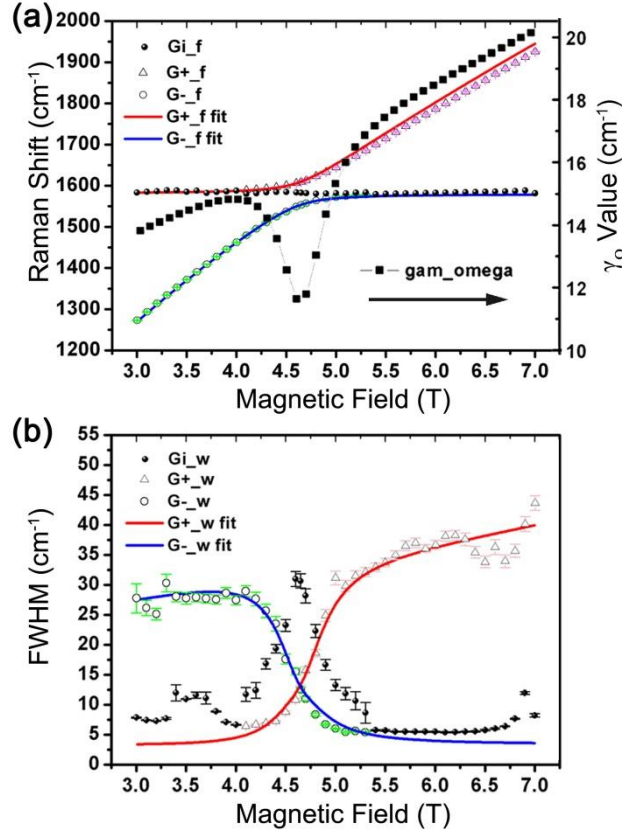 (a)
2000
1900
1800
1700
1600
1500
1400
1300
1200
Raman Shift (cm⁻¹)
Gi_f
G+_f
G-_f
G+_f fit
G-_f fit
gam_omega
20
18
16
14
12
10
γΩ Value (cm⁻¹)
3.0 3.5 4.0 4.5 5.0 5.5 6.0 6.5 7.0
Magnetic Field (T)
(b)
55
50
45
40
35
30
25
20
15
10
5
0
FWHM (cm⁻¹)
Gi_w
G+_w
G-_w
G+_w fit
G-_w fit
3.0 3.5 4.0 4.5 5.0 5.5 6.0 6.5 7.0
Magnetic Field (T)